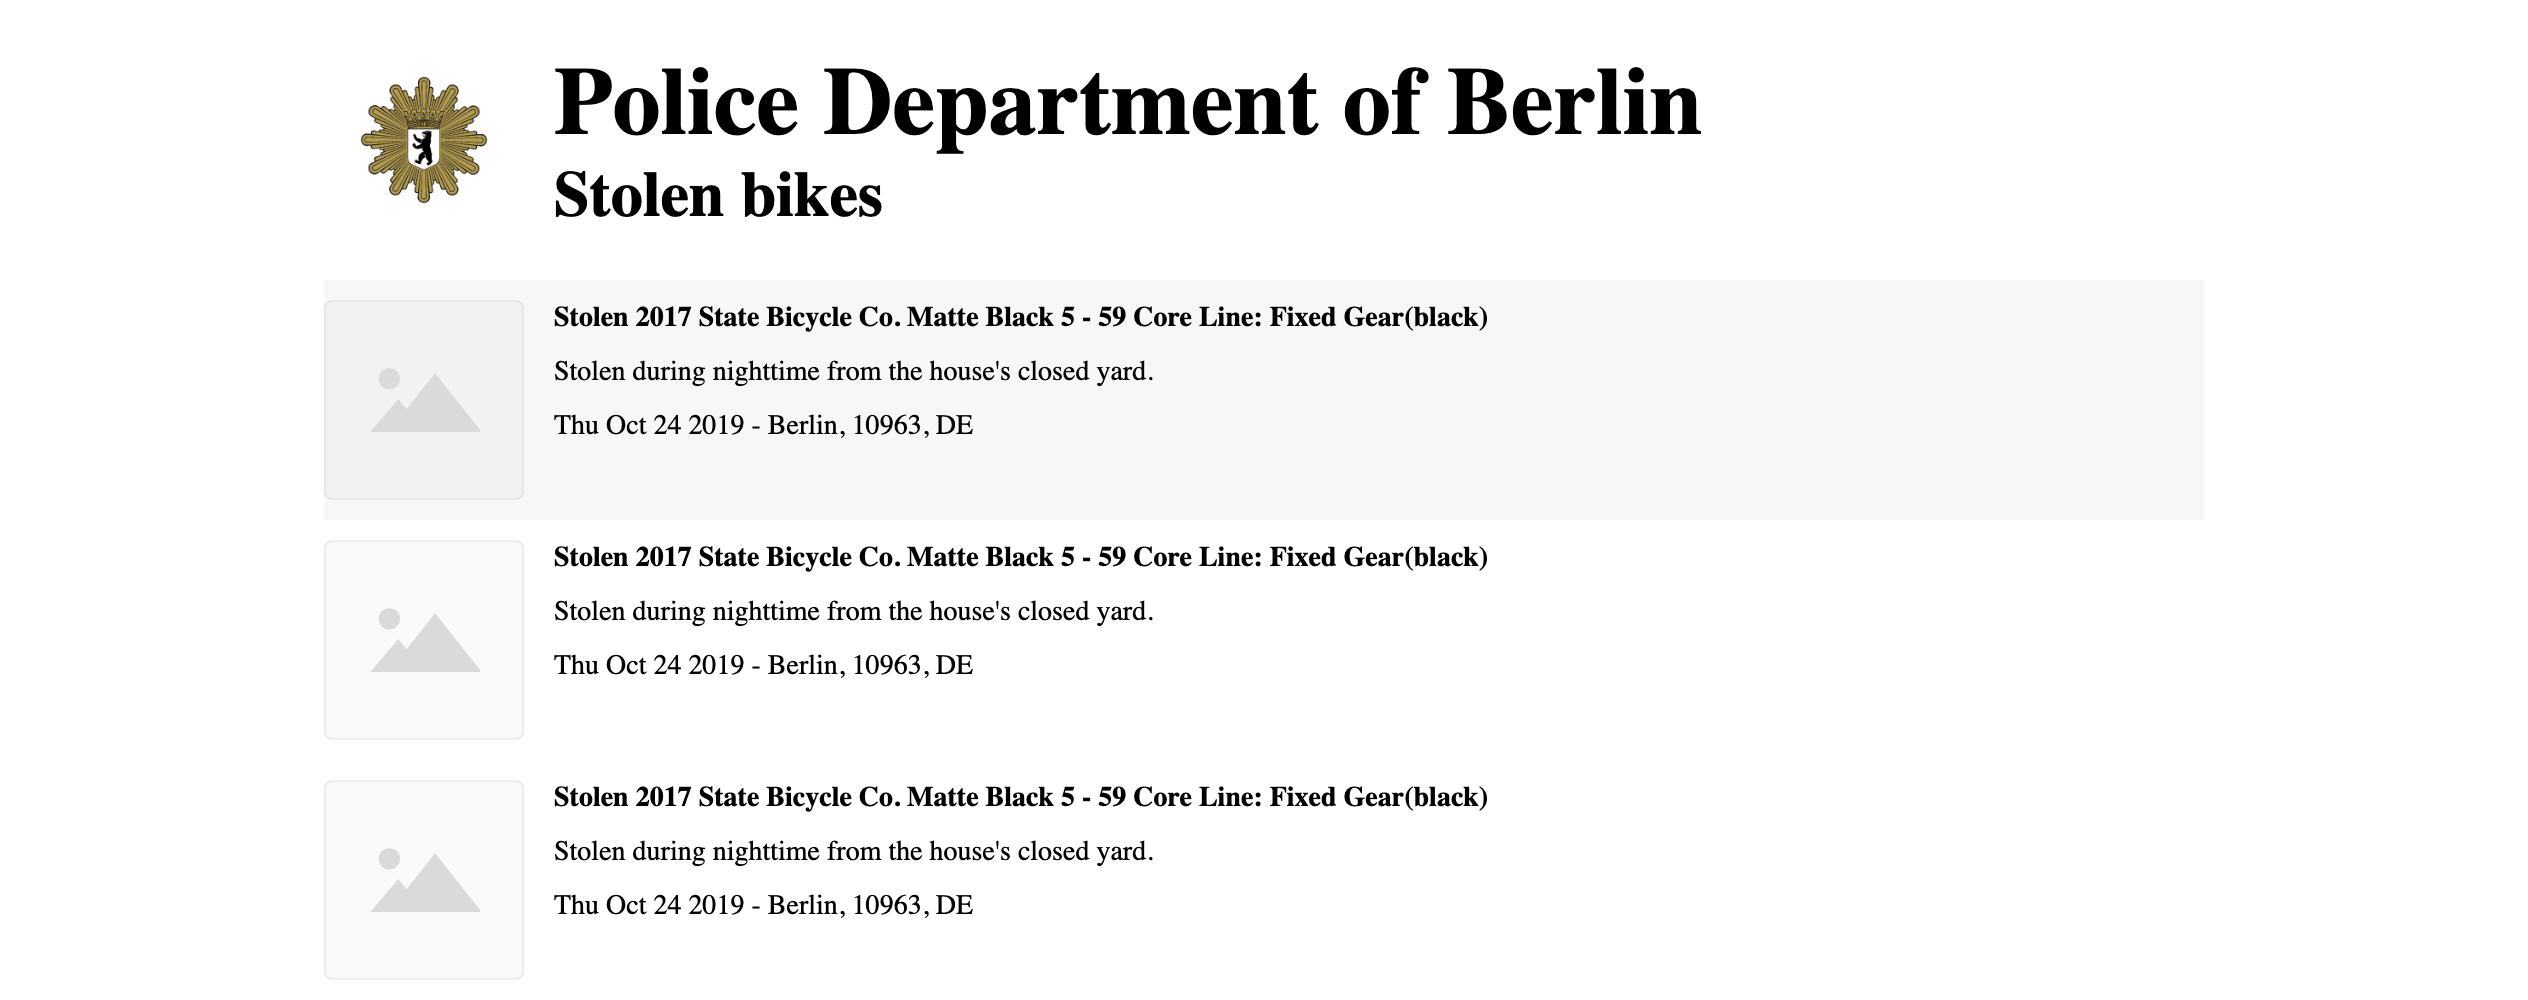 Police Department of Berlin
Stolen bikes
Stolen 2017 State Bicycle Co. Matte Black 5 - 59 Core Line: Fixed Gear(black)
Stolen during nighttime from the house's closed yard.
Thu Oct 24 2019 - Berlin, 10963, DE
Stolen 2017 State Bicycle Co. Matte Black 5 - 59 Core Line: Fixed Gear(black)
Stolen during nighttime from the house's closed yard.
Thu Oct 24 2019 - Berlin, 10963, DE
Stolen 2017 State Bicycle Co. Matte Black 5 - 59 Core Line: Fixed Gear(black)
Stolen during nighttime from the house's closed yard.
Thu Oct 24 2019 - Berlin, 10963, DE